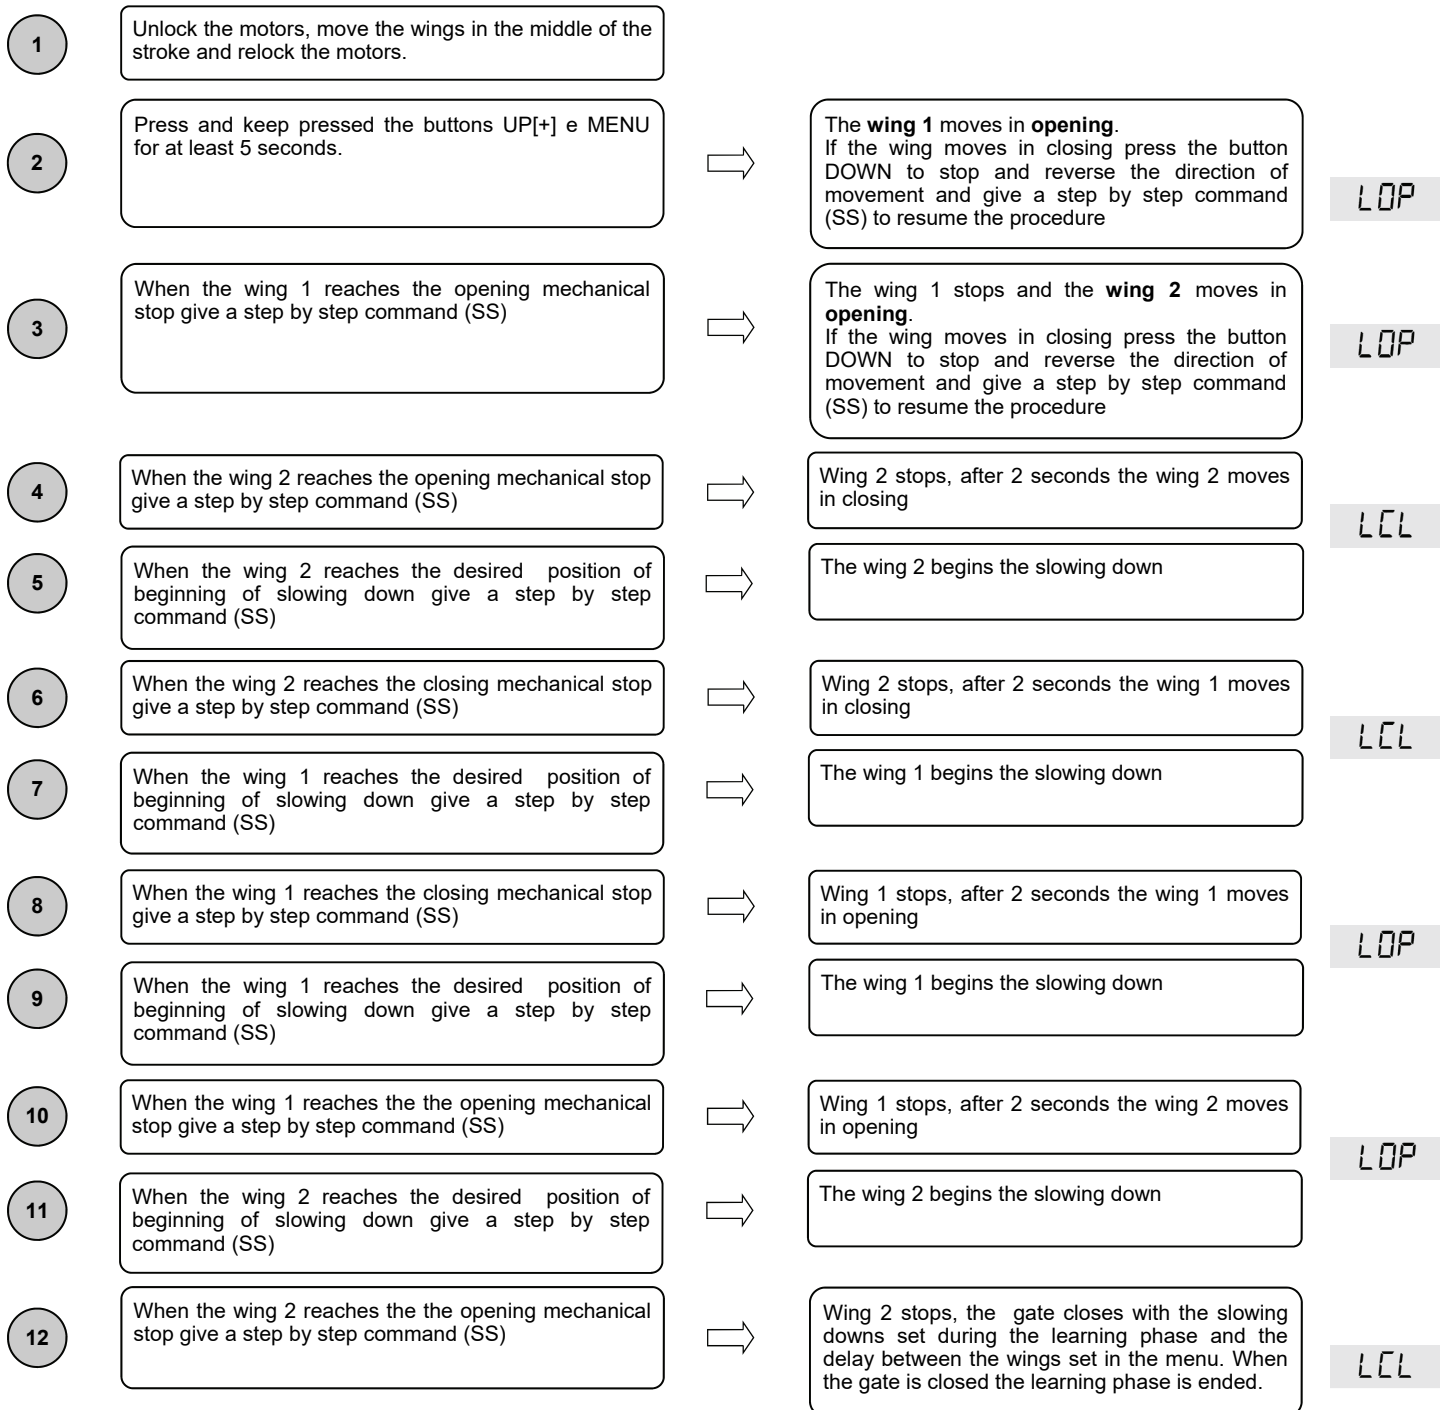 1
Unlock the motors, move the wings in the middle of the
stroke and relock the motors.
2
Press and keep pressed the buttons UP[+] e MENU
for at least 5 seconds.
The wing 1 moves in opening.
If the wing moves in closing press the button
DOWN to stop and reverse the direction of
movement and give a step by step command
(SS) to resume the procedure
LOP
3
When the wing 1 reaches the opening mechanical
stop give a step by step command (SS)
The wing 1 stops and the wing 2 moves in
opening.
If the wing moves in closing press the button
DOWN to stop and reverse the direction of
movement and give a step by step command
(SS) to resume the procedure
LOP
4
When the wing 2 reaches the opening mechanical stop
give a step by step command (SS)
Wing 2 stops, after 2 seconds the wing 2 moves
in closing
LCL
5
When the wing 2 reaches the desired position of
beginning of slowing down give a step by step
command (SS)
The wing 2 begins the slowing down
6
When the wing 2 reaches the closing mechanical stop
give a step by step command (SS)
Wing 2 stops, after 2 seconds the wing 1 moves
in closing
LCL
7
When the wing 1 reaches the desired position of
beginning of slowing down give a step by step
command (SS)
The wing 1 begins the slowing down
8
When the wing 1 reaches the closing mechanical stop
give a step by step command (SS)
Wing 1 stops, after 2 seconds the wing 1 moves
in opening
LOP
9
When the wing 1 reaches the desired position of
beginning of slowing down give a step by step
command (SS)
The wing 1 begins the slowing down
10
When the wing 1 reaches the the opening mechanical
stop give a step by step command (SS)
Wing 1 stops, after 2 seconds the wing 2 moves
in opening
LOP
11
When the wing 2 reaches the desired position of
beginning of slowing down give a step by step
command (SS)
The wing 2 begins the slowing down
12
When the wing 2 reaches the the opening mechanical
stop give a step by step command (SS)
Wing 2 stops, the gate closes with the slowing
downs set during the learning phase and the
delay between the wings set in the menu. When
the gate is closed the learning phase is ended.
LCL